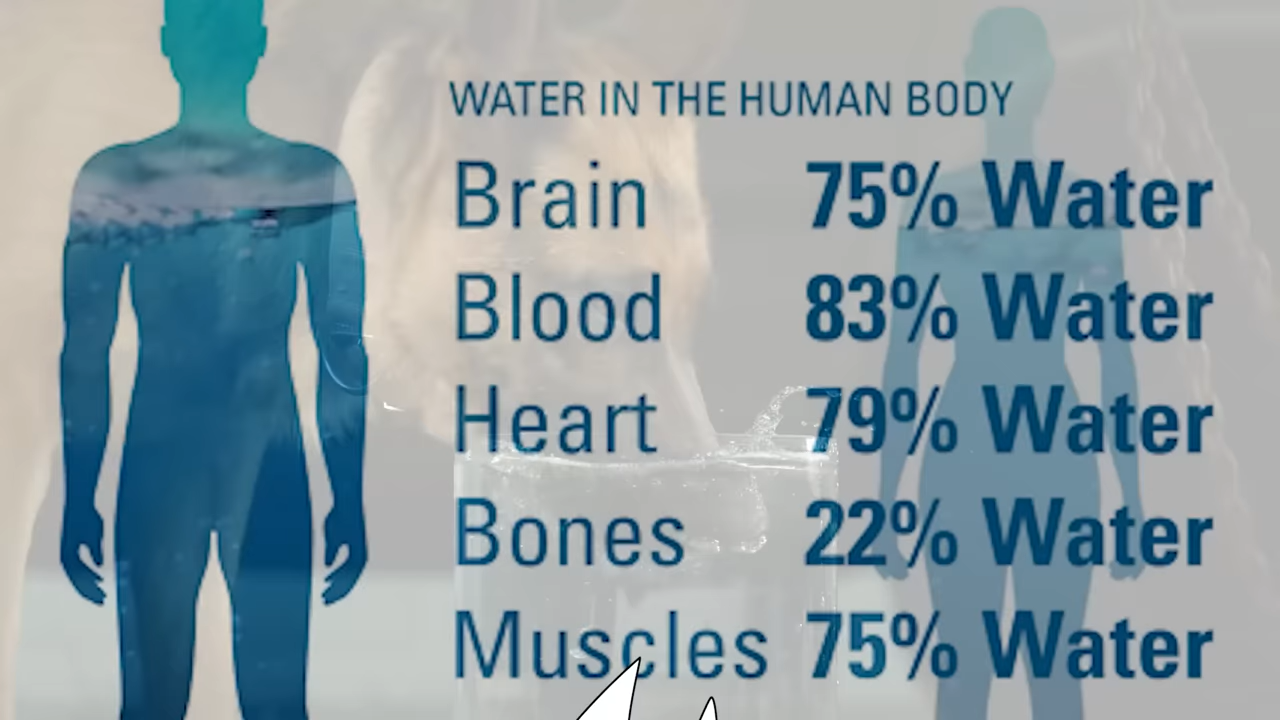 WATER IN THE HUMAN BODY
Brain 75% Water
Blood 83% Water
Heart 79% Water
Bones 22% Water
Muscles 75% Water